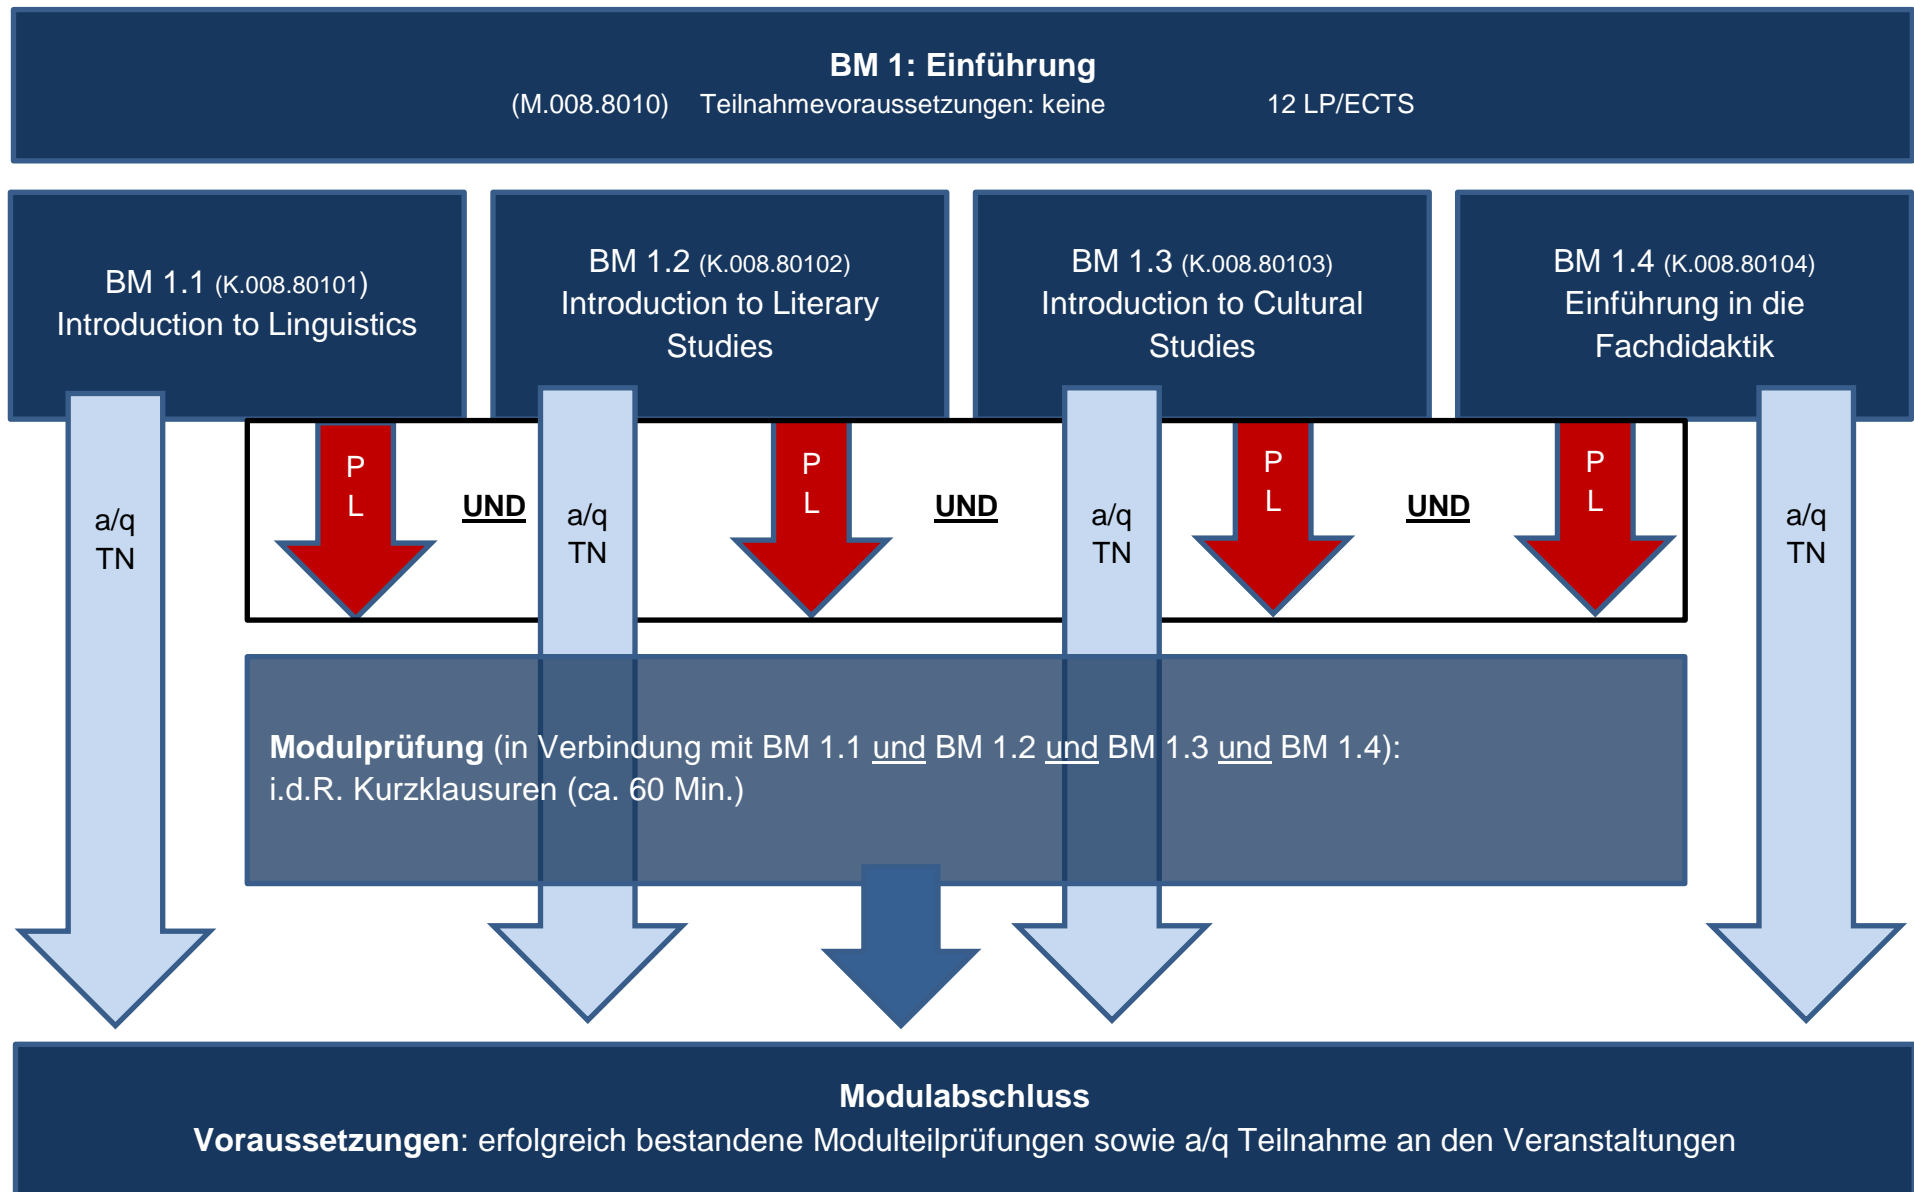 BM 1: Einführung
(M.008.8010) Teilnahmevoraussetzungen: keine 12 LP/ECTS
BM 1.1 (K.008.80101)
Introduction to Linguistics
BM 1.2 (K.008.80102)
Introduction to Literary
Studies
BM 1.3 (K.008.80103)
Introduction to Cultural
Studies
BM 1.4 (K.008.80104)
Einführung in die
Fachdidaktik
a/q
TN
P
L
UND
a/q
TN
P
L
UND
a/q
TN
P
L
UND
P
L
a/q
TN
Modulprüfung (in Verbindung mit BM 1.1 und BM 1.2 und BM 1.3 und BM 1.4):
i.d.R. Kurzklausuren (ca. 60 Min.)
Modulabschluss
Voraussetzungen: erfolgreich bestandene Modulteilprüfungen sowie a/q Teilnahme an den Veranstaltungen